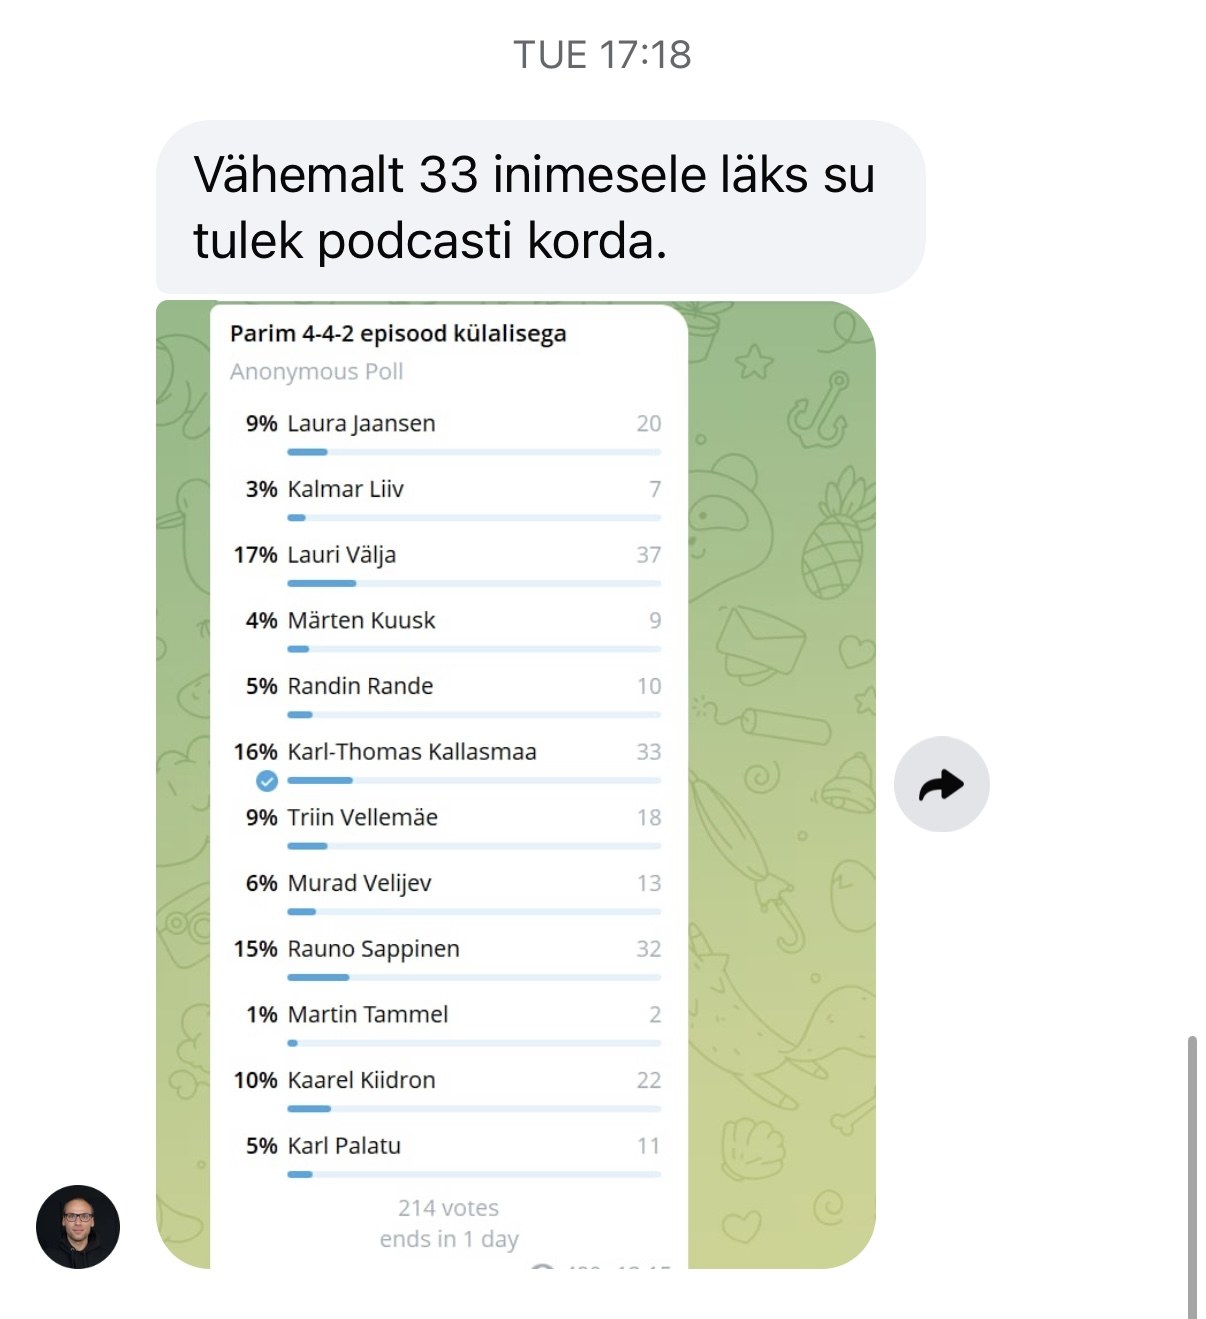 TUE 17:18
Vähemalt 33 inimesele läks su
tulek podcasti korda.
Parim 4-4-2 episood külalisega
Anonymous Poll
9% Laura Jaansen 20
3% Kalmar Liiv 7
17% Lauri Välja 37
4% Märten Kuusk 9
5% Randin Rande 10
16% Karl-Thomas Kallasmaa 33
9% Triin Vellemäe 18
6% Murad Velijev 13
15% Rauno Sappinen 32
1% Martin Tammel 2
10% Kaarel Kiidron 22
5% Karl Palatu 11
214 votes
ends in 1 day